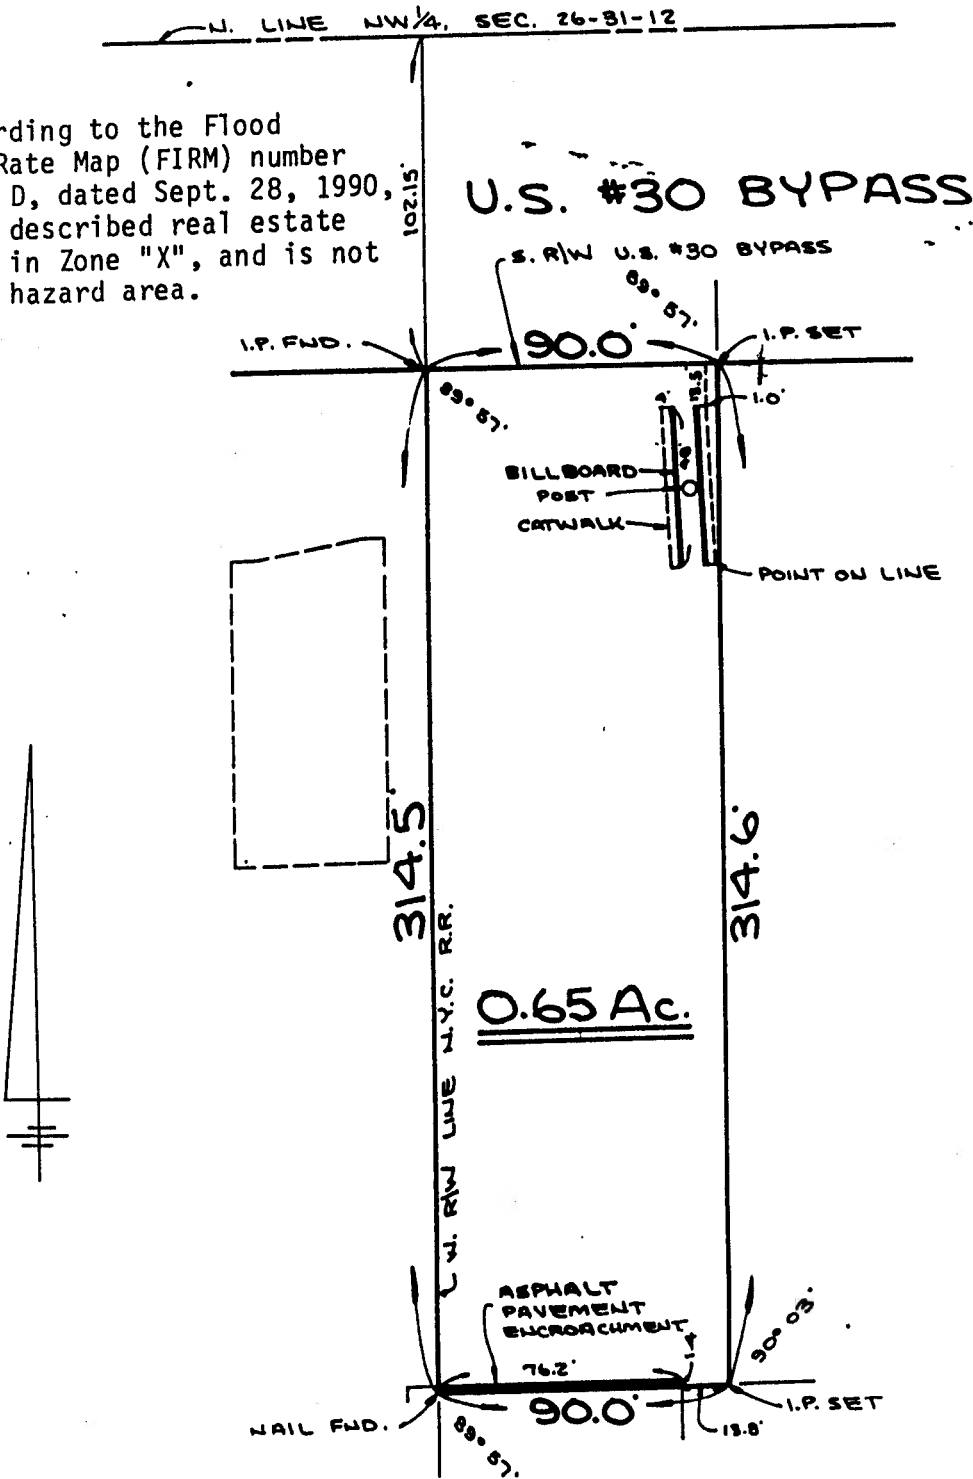 N. LINE NW 1/4, SEC. 26-31-12
rding to the Flood
Rate Map (FIRM) number
D, dated Sept. 28, 1990,
described real estate
in Zone "X", and is not
hazard area.
102.15'
U.S. #30 BYPASS
S. R/W U.S. #30 BYPASS
89° 57'
I.P. FND.
90.0'
I.P. SET
89° 57'
4'
13.5'
1.0'
48'
BILLBOARD
POST
CATWALK
POINT ON LINE
314.5'
314.6'
W. R/W LINE N.Y.C. R.R.
0.65 Ac.
ASPHALT
PAVEMENT
ENCROACHMENT
1.4
76.2'
90° 03'
90.0'
I.P. SET
NAIL FND.
13.8'
89° 57'